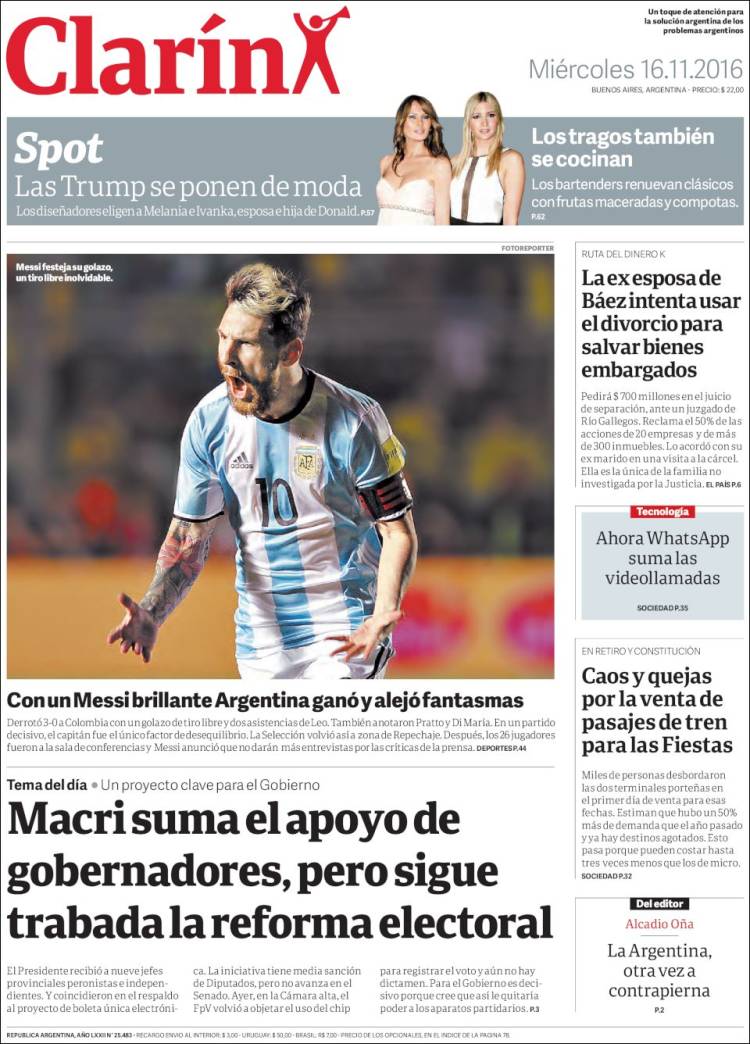 Clarín
Un toque de atención para
la solución argentina de los
problemas argentinos
Miércoles 16.11.2016
BUENOS AIRES, ARGENTINA - PRECIO: $ 22,00
Spot
Las Trump se ponen de moda
Los diseñadores eligen a Melania e Ivanka, esposa e hija de Donald. P.57
Los tragos también
se cocinan
Los bartenders renuevan clásicos
con frutas maceradas y compotas.
P.62
FOTOREPORTER
Messi festeja su golazo,
un tiro libre inolvidable.
adidas
AFA
10
Con un Messi brillante Argentina ganó y alejó fantasmas
Derrotó 3-0 a Colombia con un golazo de tiro libre y dos asistencias de Leo. También anotaron Pratto y Di María. En un partido
decisivo, el capitán fue el único factor de desequilibrio. La Selección volvió así a zona de Repechaje. Después, los 26 jugadores
fueron a la sala de conferencias y Messi anunció que no darán más entrevistas por las críticas de la prensa. DEPORTES P.44
Tema del día • Un proyecto clave para el Gobierno
Macri suma el apoyo de
gobernadores, pero sigue
trabada la reforma electoral
El Presidente recibió a nueve jefes
provinciales peronistas e indepen-
dientes. Y coincidieron en el respaldo
al proyecto de boleta única electróni-
ca. La iniciativa tiene media sanción
de Diputados, pero no avanza en el
Senado. Ayer, en la Cámara alta, el
FpV volvió a objetar el uso del chip
para registrar el voto y aún no hay
dictamen. Para el Gobierno es deci-
sivo porque cree que así le quitaría
poder a los aparatos partidarios. P.3
RUTA DEL DINERO K
La ex esposa de
Báez intenta usar
el divorcio para
salvar bienes
embargados
Pedirá $ 700 millones en el juicio
de separación, ante un juzgado de
Río Gallegos. Reclama el 50% de las
acciones de 20 empresas y de más
de 300 inmuebles. Lo acordó con su
ex marido en una visita a la cárcel.
Ella es la única de la familia no
investigada por la Justicia. EL PAÍS P.6
Tecnología
Ahora WhatsApp
suma las
videollamadas
SOCIEDAD P.35
EN RETIRO Y CONSTITUCIÓN
Caos y quejas
por la venta de
pasajes de tren
para las Fiestas
Miles de personas desbordaron
las dos terminales porteñas en
el primer día de venta para esas
fechas. Estiman que hubo un 50%
más de demanda que el año pasado
y ya hay destinos agotados. Esto
pasa porque pueden costar hasta
tres veces menos que los de micro.
SOCIEDAD P.32
Del editor
Alcadio Oña
La Argentina,
otra vez a
contrapierna
P.2
REPUBLICA ARGENTINA, AÑO LXXII N° 25.483 - RECARGO ENVIO AL INTERIOR: $ 3,00 - URUGUAY: $ 50,00 - BRASIL, R$ 7,00 - PRECIO DE LOS OPCIONALES, EN EL INDICE DE LA PAGINA 78.